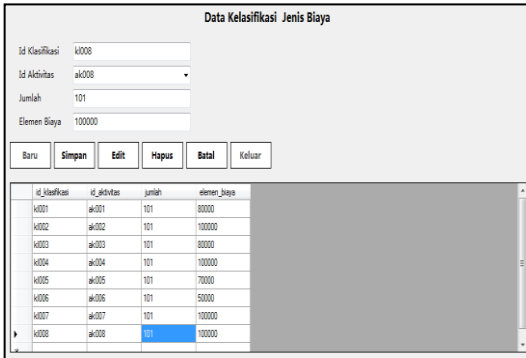 Data Kelasifikasi Jenis Biaya
Id Klasifikasi kl008
Id Aktivitas ak008
Jumlah 101
Elemen Biaya 100000
Baru Simpan Edit Hapus Batal Keluar
id_klasfikasi id_aktivitas jumlah elemen_biaya
kl001 ak001 101 80000
kl002 ak002 101 100000
kl003 ak003 101 80000
kl004 ak004 101 100000
kl005 ak005 101 70000
kl006 ak006 101 50000
kl007 ak007 101 100000
kl008 ak008 101 100000